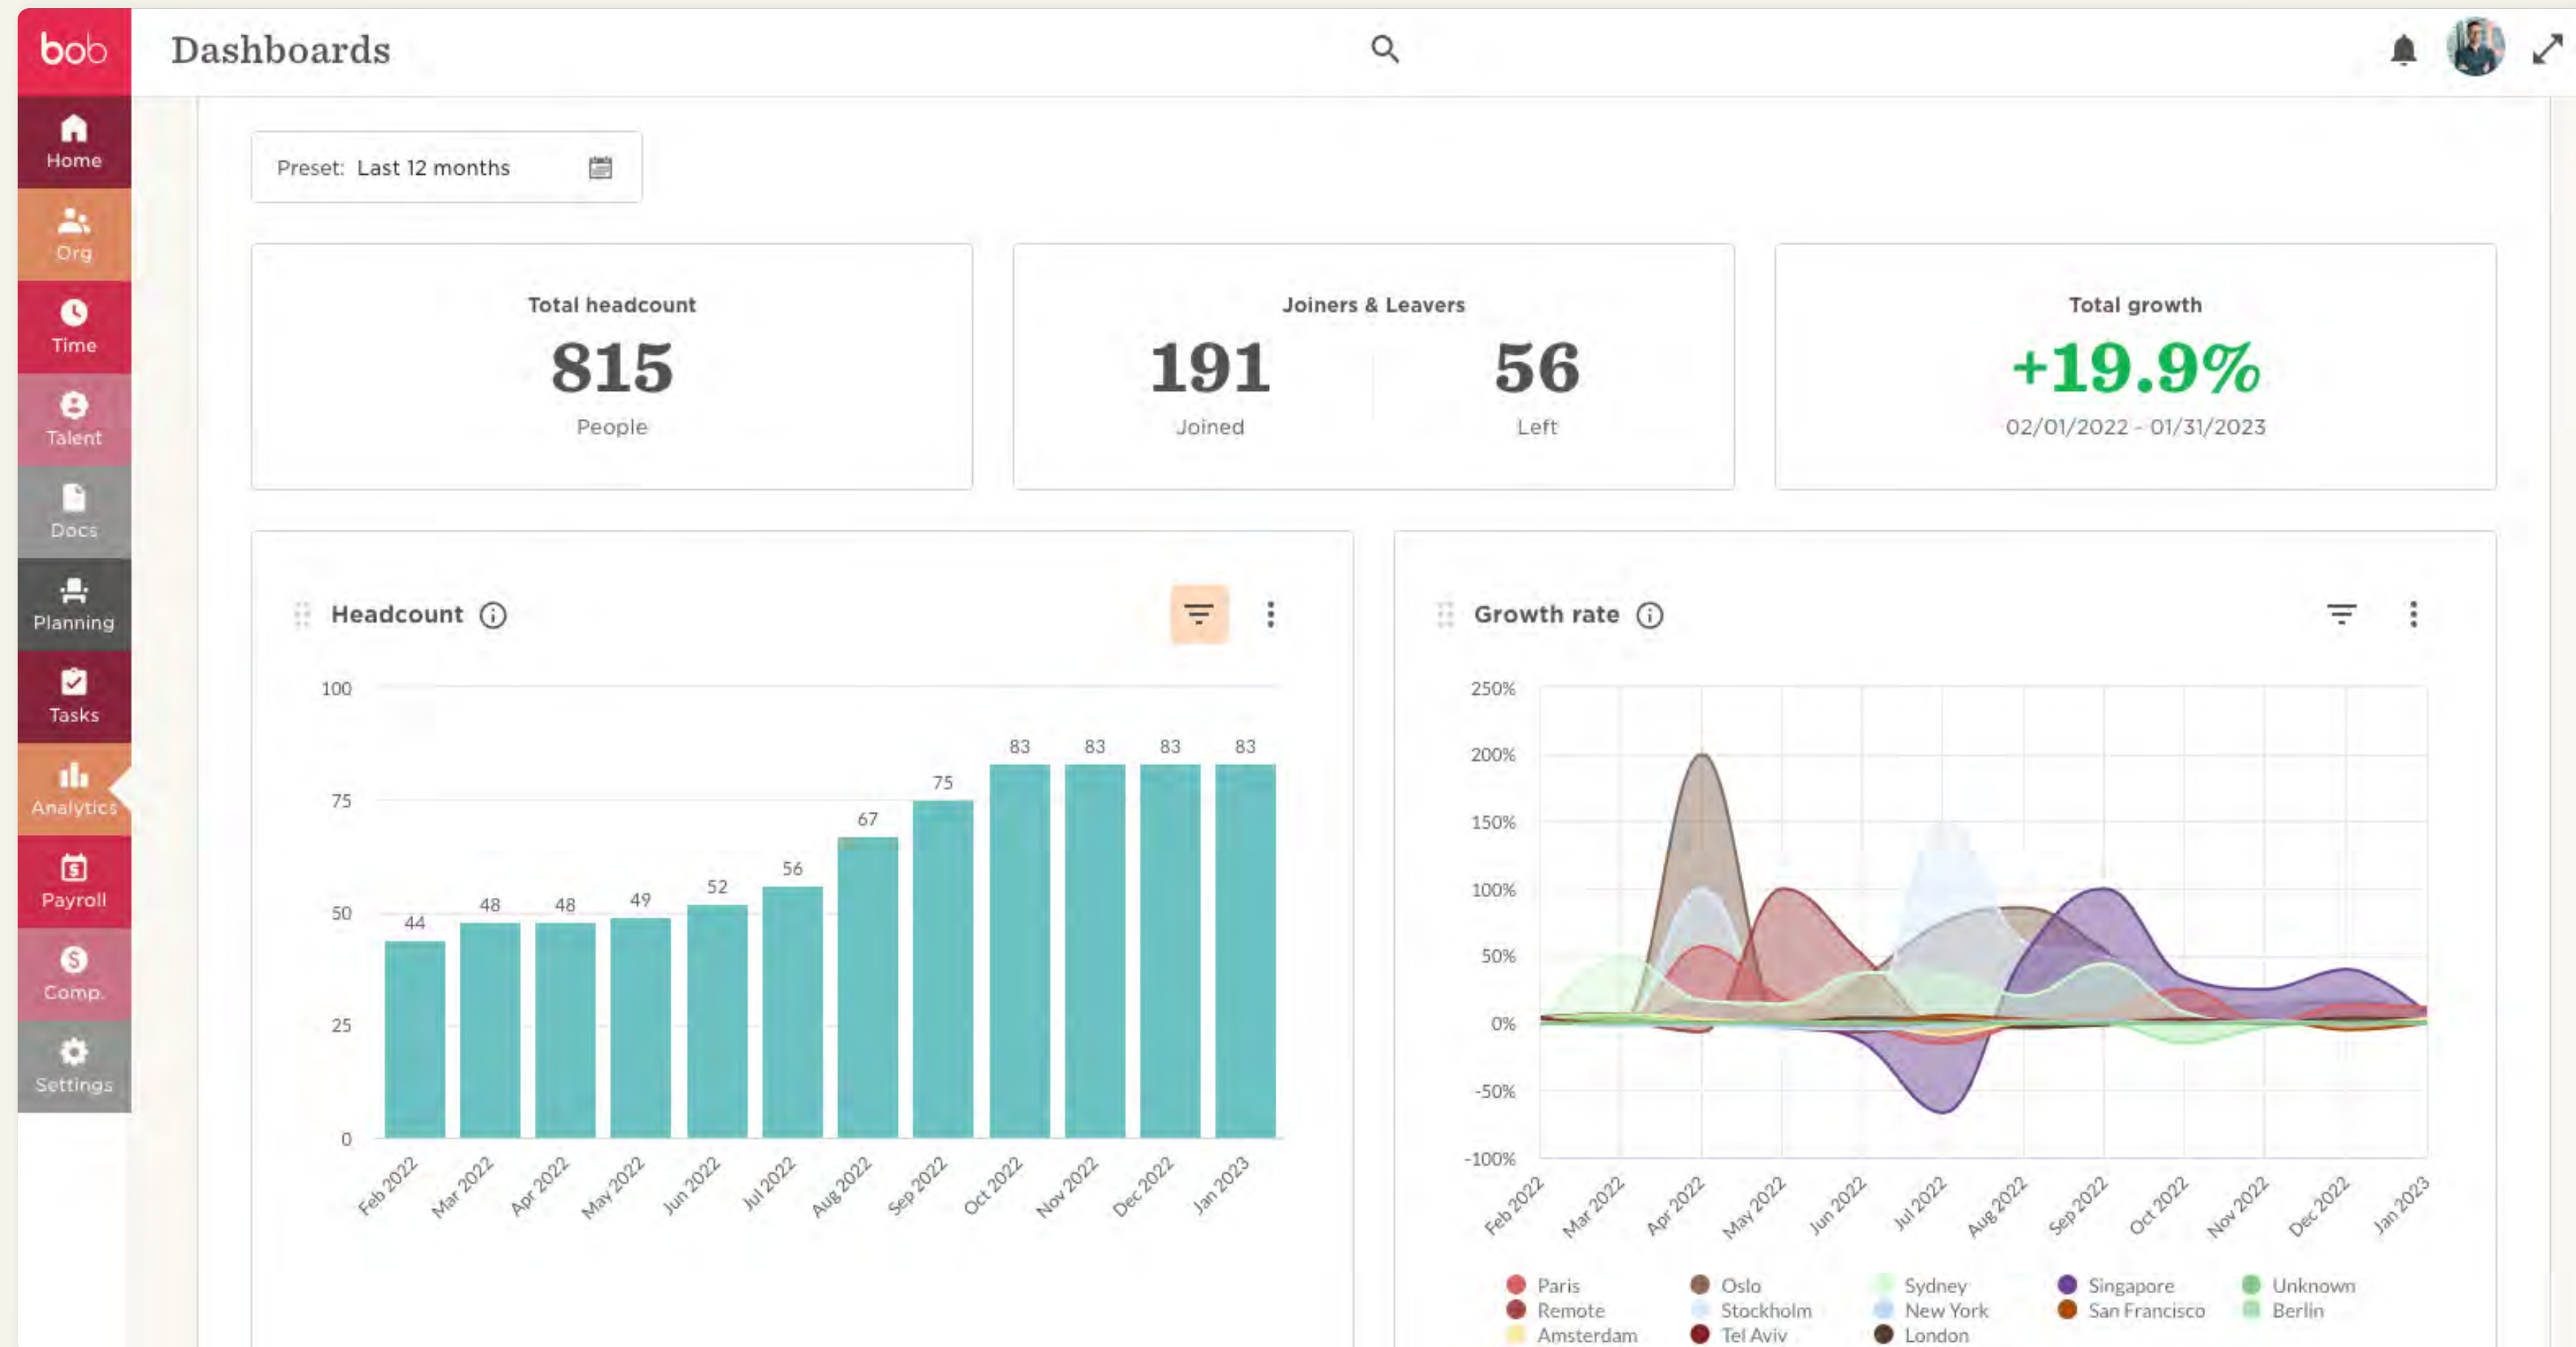 bob
Dashboards
Home
Org
Time
Talent
Docs
Planning
Tasks
Analytics
Payroll
Comp.
Settings
Preset: Last 12 months
Total headcount
815
People
Joiners & Leavers
191
Joined
56
Left
Total growth
+19.9%
02/01/2022 - 01/31/2023
Headcount
100
75
50
25
0
44
48
48
49
52
56
67
75
83
83
83
83
Feb 2022
Mar 2022
Apr 2022
May 2022
Jun 2022
Jul 2022
Aug 2022
Sep 2022
Oct 2022
Nov 2022
Dec 2022
Jan 2023
Growth rate
250%
200%
150%
100%
50%
0%
-50%
-100%
Feb 2022
Mar 2022
Apr 2022
May 2022
Jun 2022
Jul 2022
Aug 2022
Sep 2022
Oct 2022
Nov 2022
Dec 2022
Jan 2023
Paris
Oslo
Sydney
Singapore
Unknown
Remote
Stockholm
New York
San Francisco
Berlin
Amsterdam
Tel Aviv
London